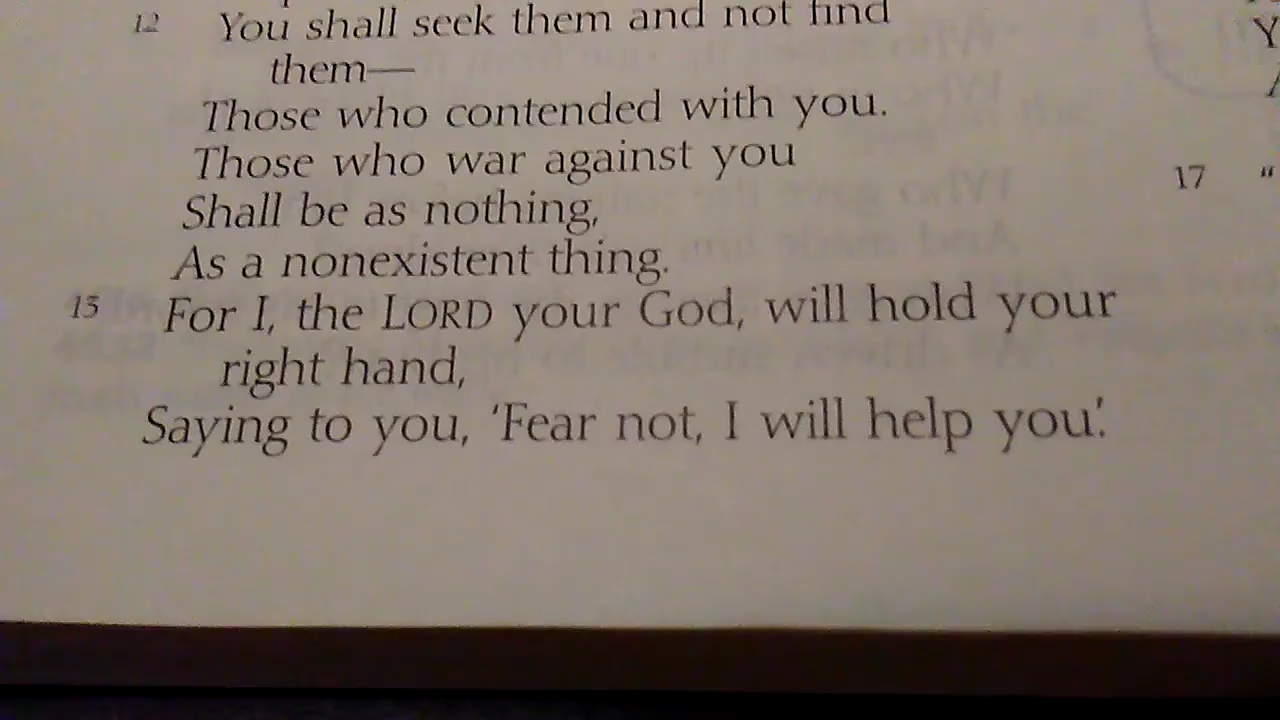 12 You shall seek them and not find
them—
Those who contended with you.
Those who war against you
Shall be as nothing,
As a nonexistent thing.
13 For I, the LORD your God, will hold your
right hand,
Saying to you, 'Fear not, I will help you.'
Y
17 "